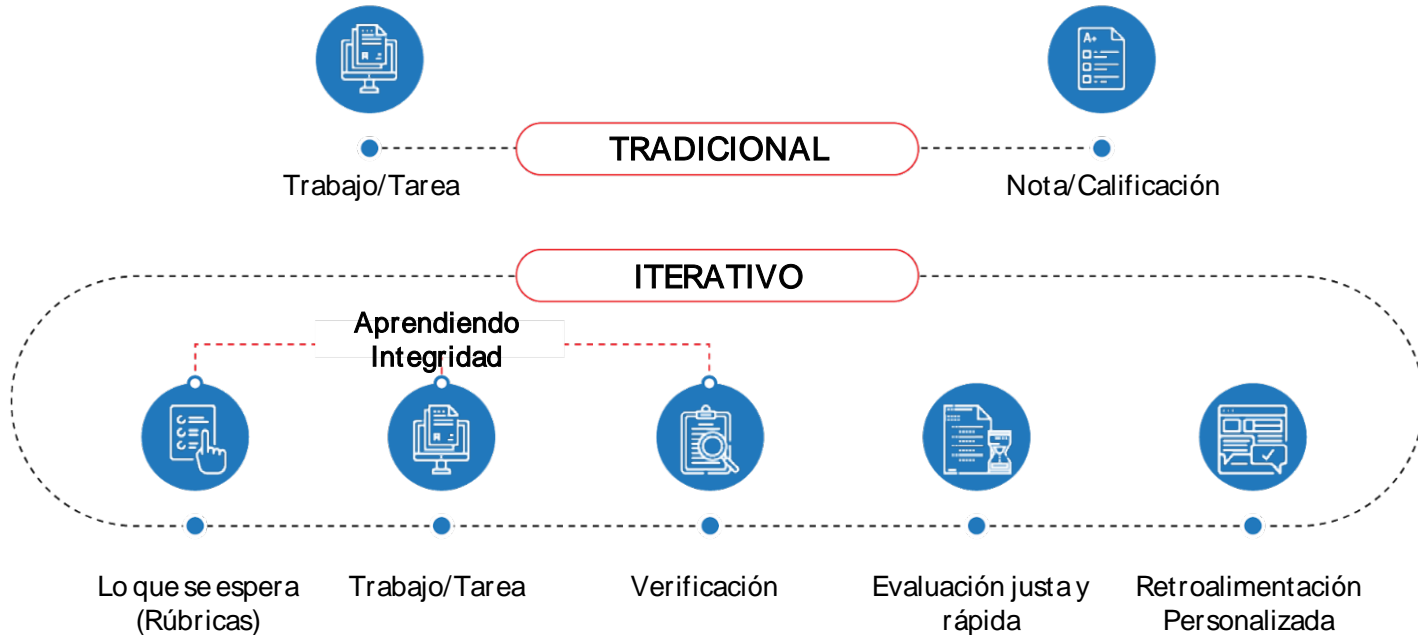 A+
TRADICIONAL
Trabajo/Tarea
Nota/Calificación
ITERATIVO
Aprendiendo
Integridad
Lo que se espera
(Rúbricas)
Trabajo/Tarea
Verificación
Evaluación justa y
rápida
Retroalimentación
Personalizada